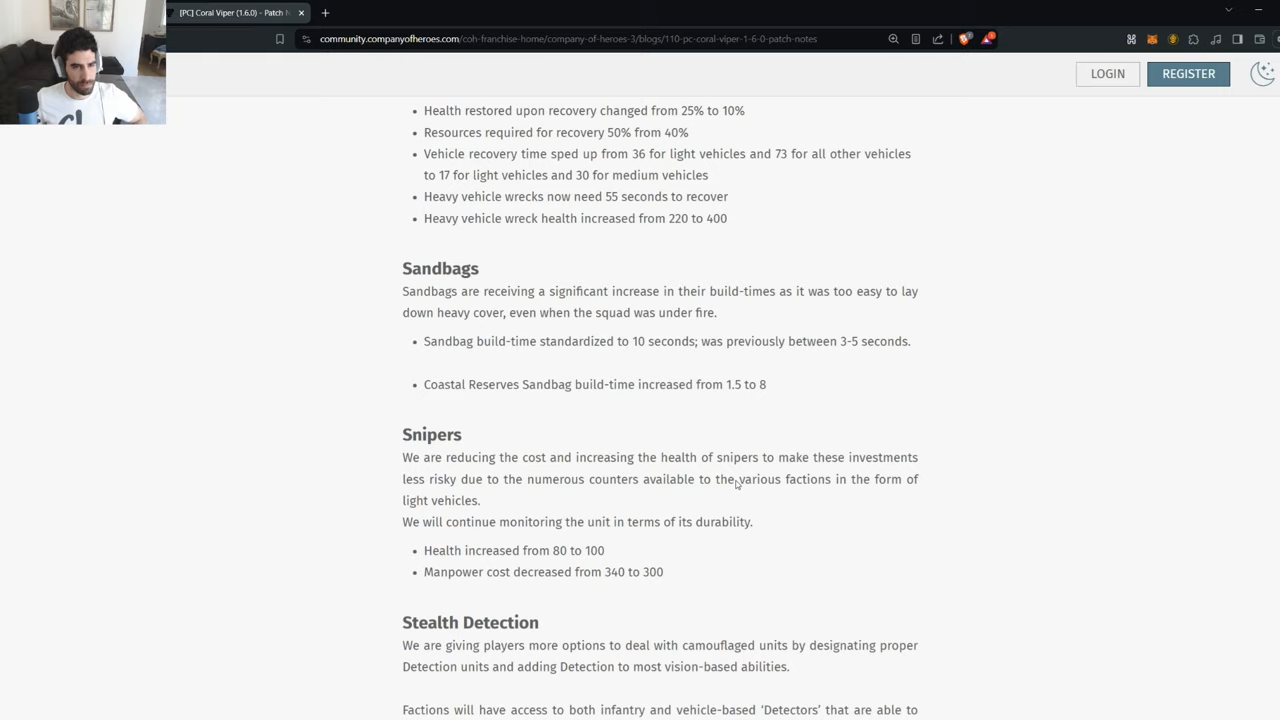 [PC] Coral Viper (1.6.0) - Patch N
community.companyofheroes.com/coh-franchise-home/company-of-heroes-3/blogs/110-pc-coral-viper-1-6-0-patch-notes
LOGIN
REGISTER
• Health restored upon recovery changed from 25% to 10%
• Resources required for recovery 50% from 40%
• Vehicle recovery time sped up from 36 for light vehicles and 73 for all other vehicles
to 17 for light vehicles and 30 for medium vehicles
• Heavy vehicle wrecks now need 55 seconds to recover
• Heavy vehicle wreck health increased from 220 to 400
Sandbags
Sandbags are receiving a significant increase in their build-times as it was too easy to lay
down heavy cover, even when the squad was under fire.
• Sandbag build-time standardized to 10 seconds; was previously between 3-5 seconds.
• Coastal Reserves Sandbag build-time increased from 1.5 to 8
Snipers
We are reducing the cost and increasing the health of snipers to make these investments
less risky due to the numerous counters available to the various factions in the form of
light vehicles.
We will continue monitoring the unit in terms of its durability.
• Health increased from 80 to 100
• Manpower cost decreased from 340 to 300
Stealth Detection
We are giving players more options to deal with camouflaged units by designating proper
Detection units and adding Detection to most vision-based abilities.
Factions will have access to both infantry and vehicle-based ‘Detectors’ that are able to